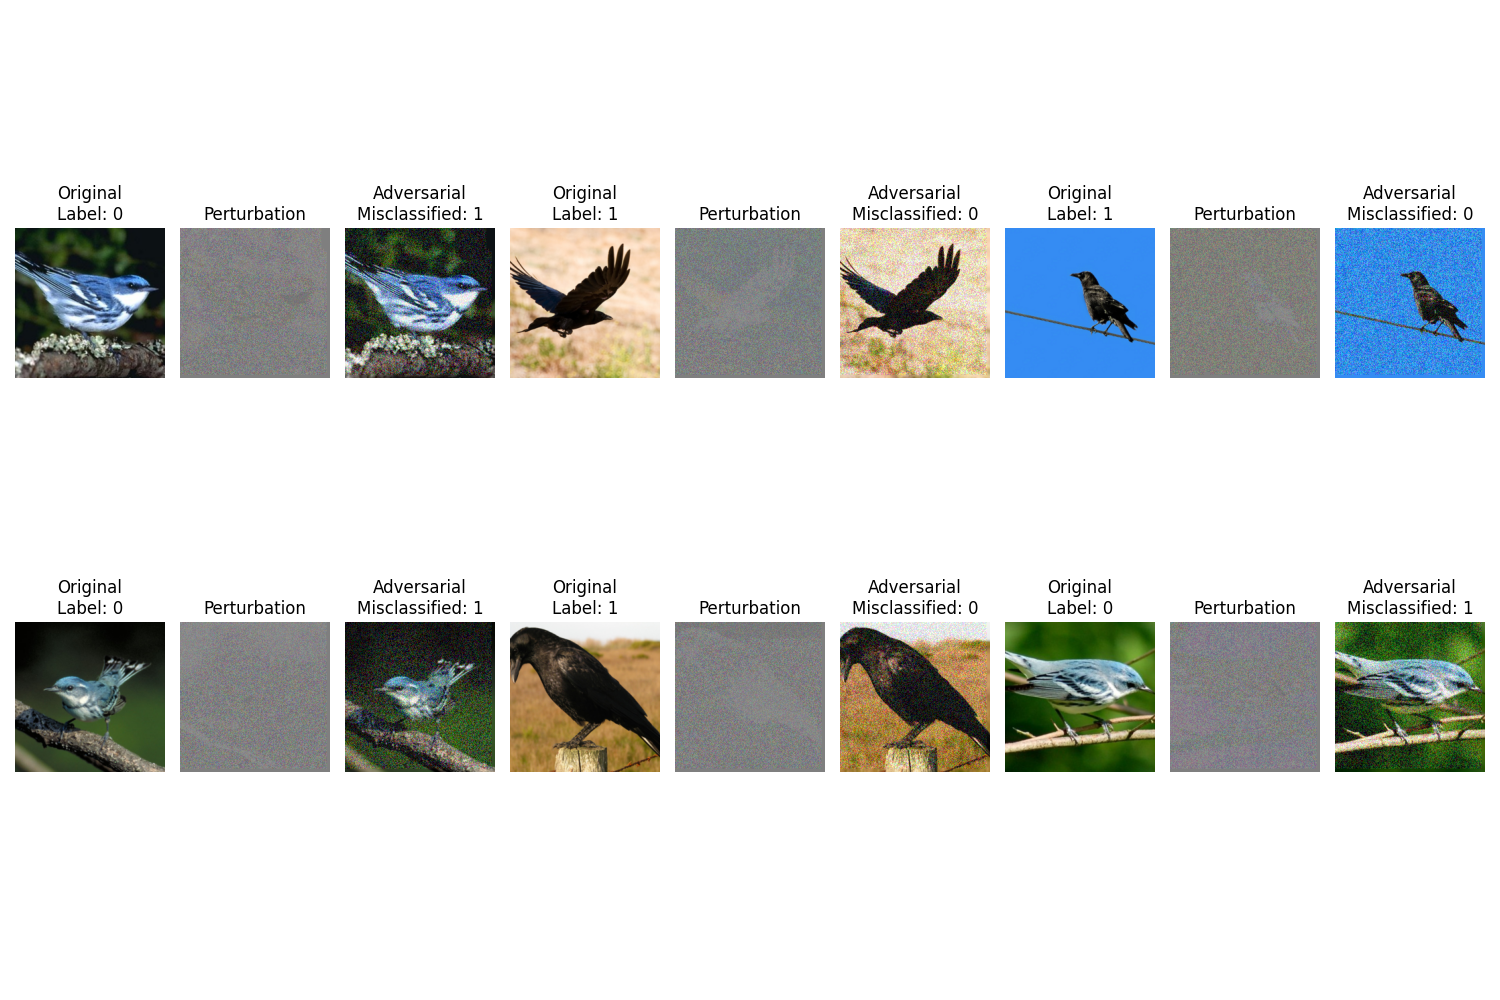 Original
Label: 0
Perturbation
Adversarial
Misclassified: 1
Original
Label: 1
Perturbation
Adversarial
Misclassified: 0
Original
Label: 1
Perturbation
Adversarial
Misclassified: 0
Original
Label: 0
Perturbation
Adversarial
Misclassified: 1
Original
Label: 1
Perturbation
Adversarial
Misclassified: 0
Original
Label: 0
Perturbation
Adversarial
Misclassified: 1